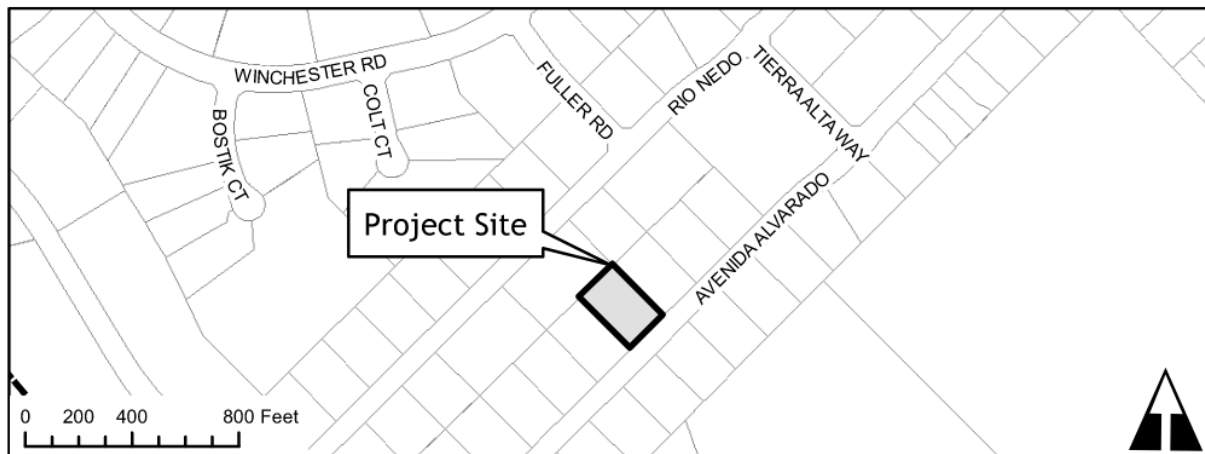 WINCHESTER RD
COLT CT
BOSTIK CT
FULLER RD
RIO NEDO
TIERRA ALTA WAY
AVENIDA ALVARADO
Project Site
0 200 400 800 Feet